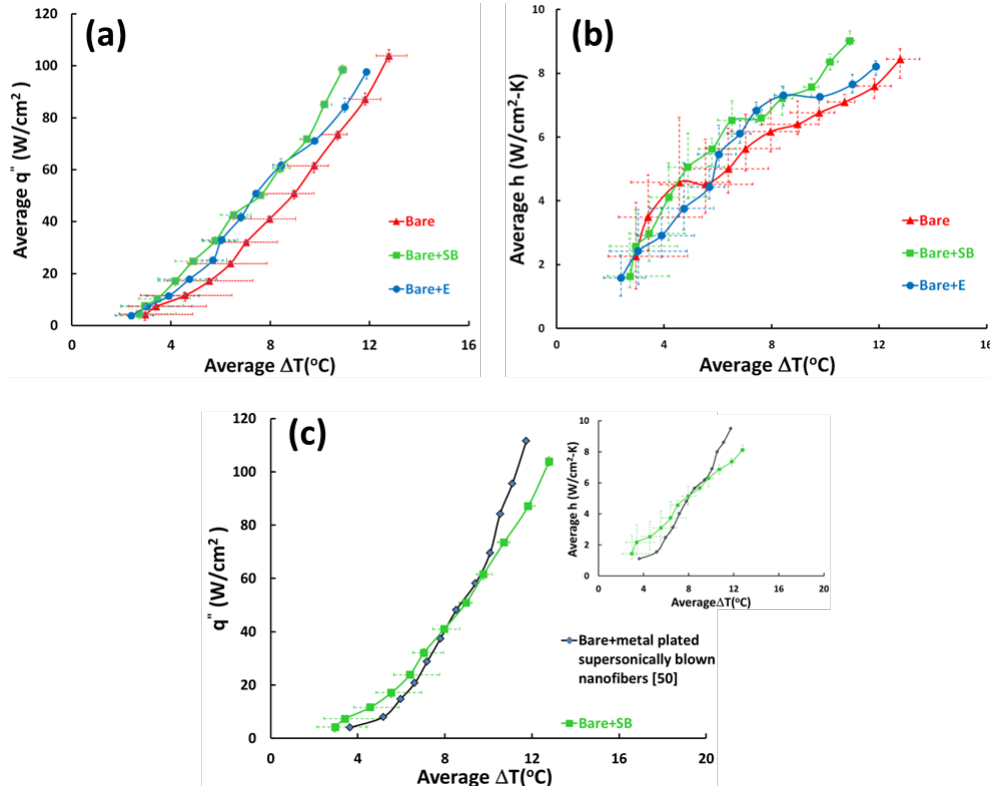 (a)
120
100
80
60
40
20
0
Average q" (W/cm²)
0 4 8 12 16
Average ΔT(°C)
Bare
Bare+SB
Bare+E
(b)
8
6
4
2
0
Average h (W/cm²-K)
0 4 8 12 16
Average ΔT(°C)
Bare
Bare+SB
Bare+E
(c)
120
100
80
60
40
20
0
q" (W/cm²)
0 4 8 12 16 20
Average ΔT(°C)
10
8
6
4
2
0
Average h (W/cm²-K)
0 4 8 12 16 20
AverageΔT(°C)
Bare+metal plated
supersonically blown
nanofibers [50]
Bare+SB